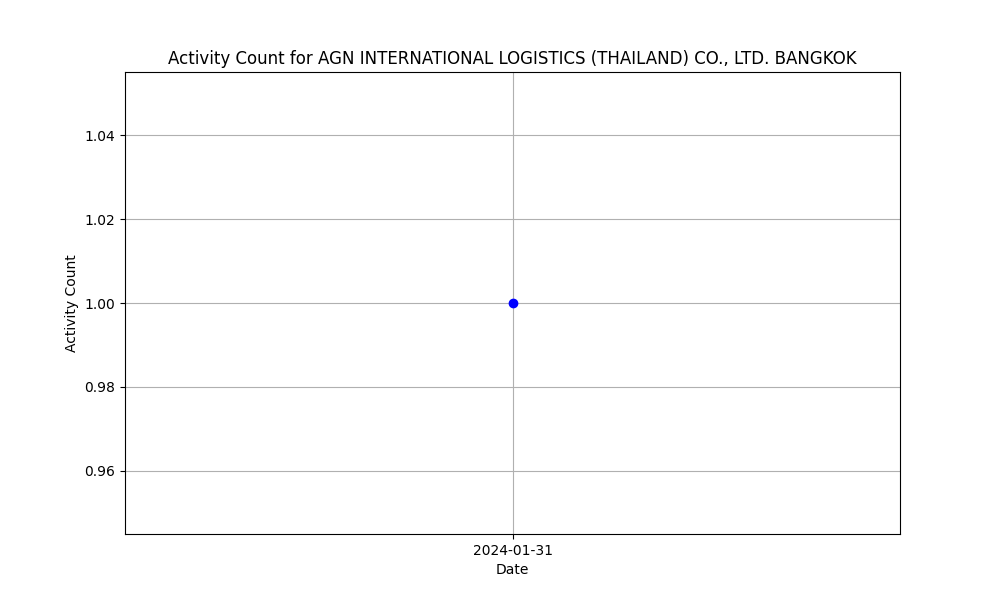 Activity Count for AGN INTERNATIONAL LOGISTICS (THAILAND) CO., LTD. BANGKOK
1.04
1.02
1.00
0.98
0.96
Activity Count
2024-01-31
Date